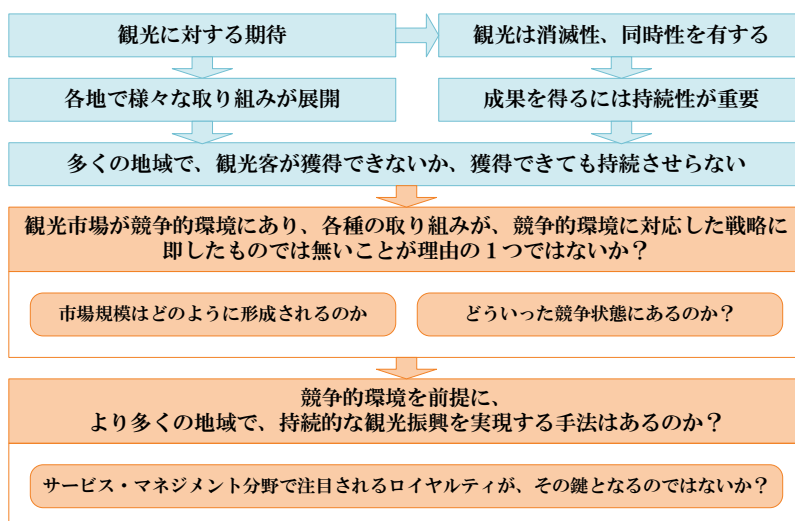 観光に対する期待
観光は消滅性、同時性を有する
各地で様々な取り組みが展開
成果を得るには持続性が重要
多くの地域で、観光客が獲得できないか、獲得できても持続させらない
観光市場が競争的環境にあり、各種の取り組みが、競争的環境に対応した戦略に
即したものでは無いことが理由の１つではないか？
市場規模はどのように形成されるのか
どういった競争状態にあるのか？
競争的環境を前提に、
より多くの地域で、持続的な観光振興を実現する手法はあるのか？
サービス・マネジメント分野で注目されるロイヤルティが、その鍵となるのではないか？